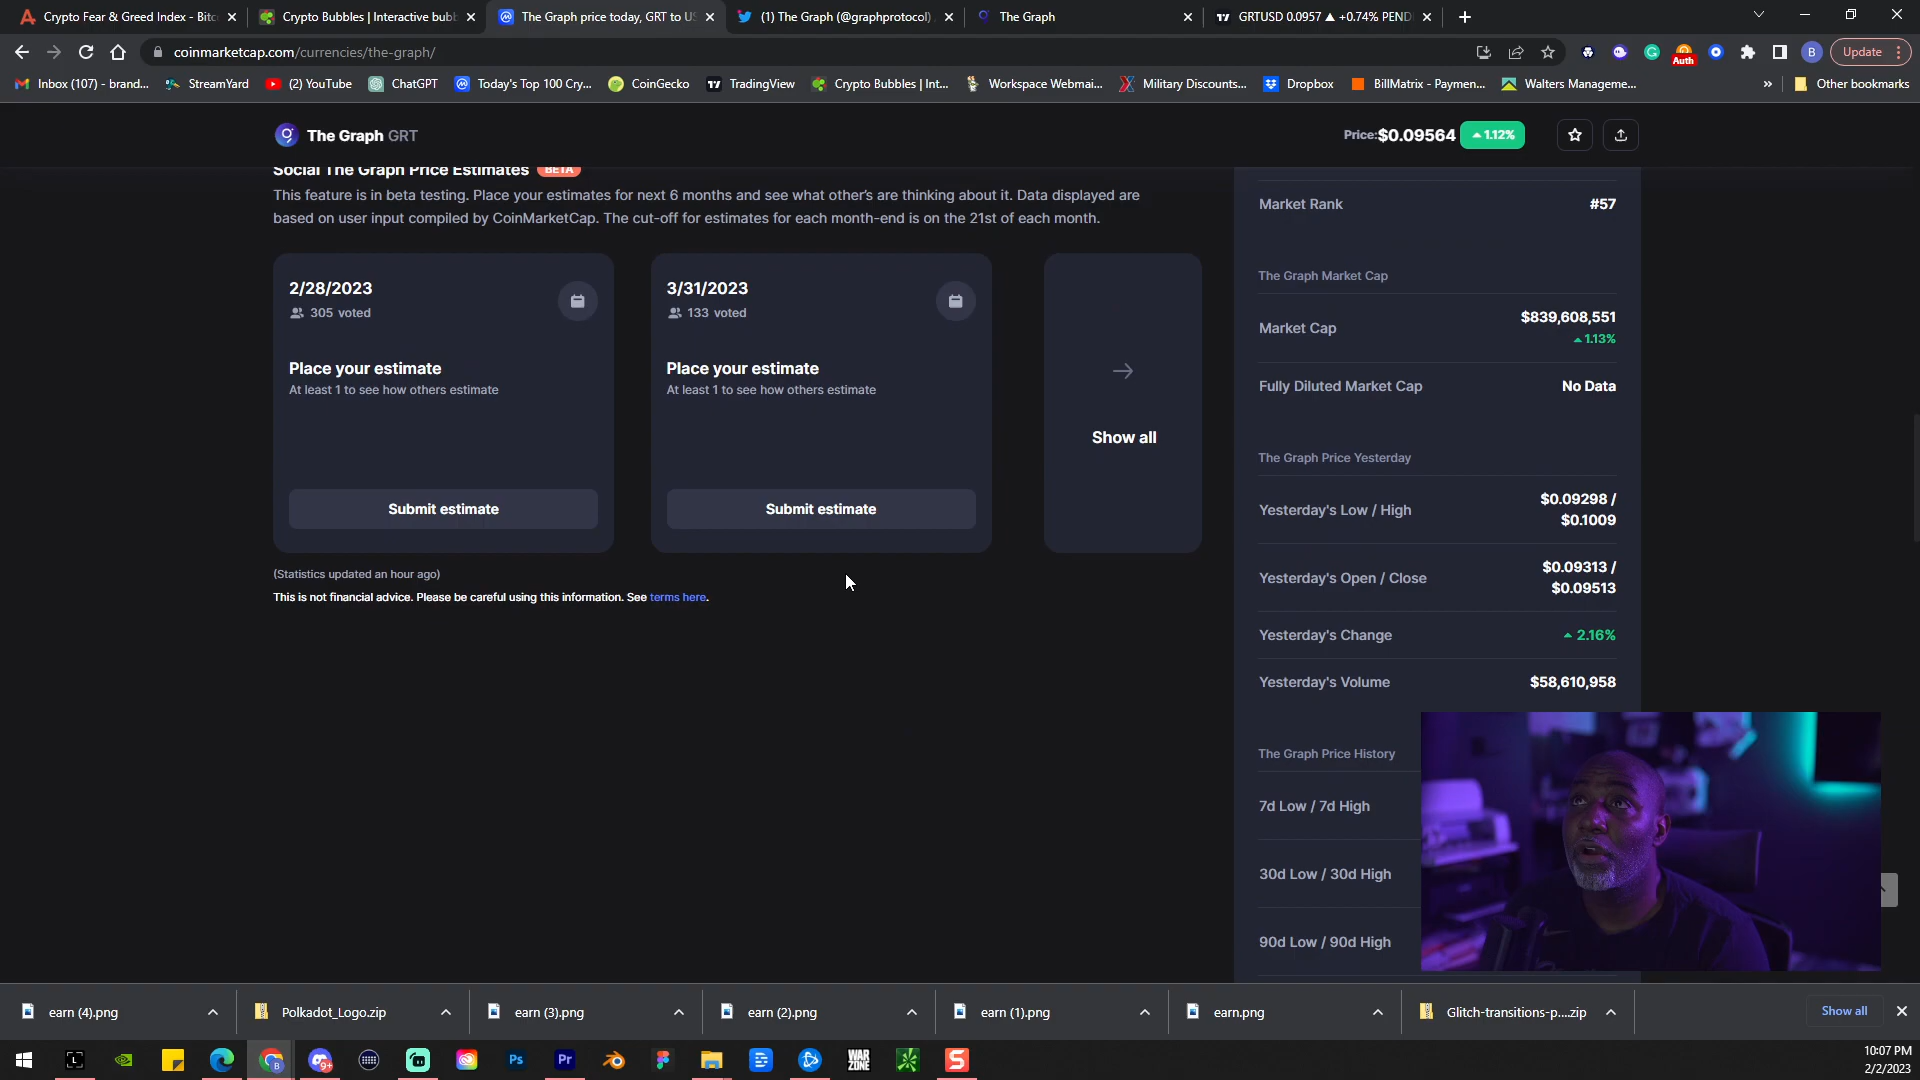 Crypto Fear & Greed Index - Bitc
Crypto Bubbles | Interactive bubb
The Graph price today, GRT to US
(1) The Graph (@graphprotocol)
The Graph
GRTUSD 0.0957 ▲ +0.74% PEND
coinmarketcap.com/currencies/the-graph/
Auth
B
Update
Inbox (107) - brand...
StreamYard
(2) YouTube
ChatGPT
Today's Top 100 Cry...
CoinGecko
TradingView
Crypto Bubbles | Int...
Workspace Webmai...
Military Discounts...
Dropbox
BillMatrix - Paymen...
Walters Manageme...
»
Other bookmarks
The Graph GRT
Price:$0.09564
1.12%
Social The Graph Price Estimates BETA
This feature is in beta testing. Place your estimates for next 6 months and see what other's are thinking about it. Data displayed are
based on user input compiled by CoinMarketCap. The cut-off for estimates for each month-end is on the 21st of each month.
2/28/2023
305 voted
Place your estimate
At least 1 to see how others estimate
Submit estimate
3/31/2023
133 voted
Place your estimate
At least 1 to see how others estimate
Submit estimate
Show all
(Statistics updated an hour ago)
This is not financial advice. Please be careful using this information. See terms here.
Market Rank #57
The Graph Market Cap
Market Cap $839,608,551
1.13%
Fully Diluted Market Cap No Data
The Graph Price Yesterday
Yesterday's Low / High $0.09298 /
$0.1009
Yesterday's Open / Close $0.09313 /
$0.09513
Yesterday's Change 2.16%
Yesterday's Volume $58,610,958
The Graph Price History
7d Low / 7d High
30d Low / 30d High
90d Low / 90d High
earn (4).png
Polkadot_Logo.zip
earn (3).png
earn (2).png
earn (1).png
earn.png
Glitch-transitions-p....zip
Show all
B
9+
Ps
Pr
WAR
ZONE
S
10:07 PM
2/2/2023